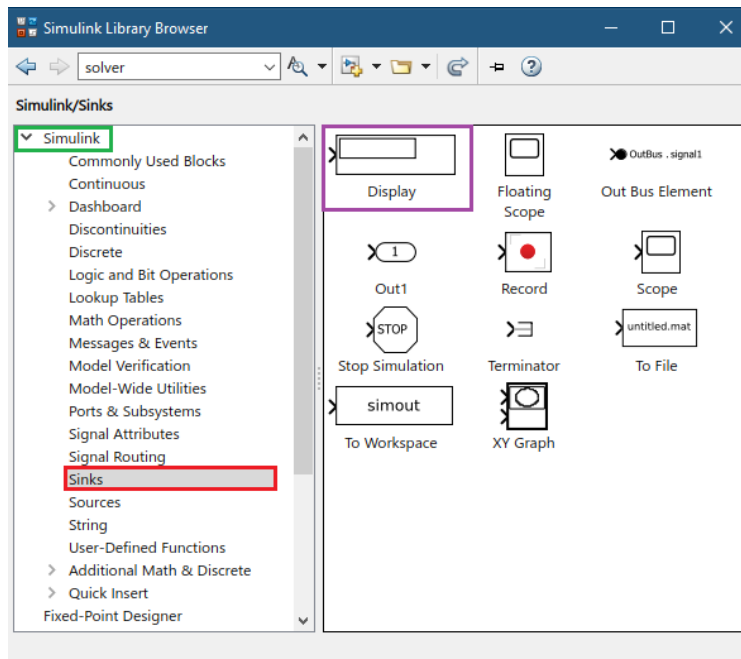 Simulink Library Browser
solver
Simulink/Sinks
Simulink
Commonly Used Blocks
Continuous
Dashboard
Discontinuities
Discrete
Logic and Bit Operations
Lookup Tables
Math Operations
Messages & Events
Model Verification
Model-Wide Utilities
Ports & Subsystems
Signal Attributes
Signal Routing
Sinks
Sources
String
User-Defined Functions
Additional Math & Discrete
Quick Insert
Fixed-Point Designer
Display
Floating
Scope
OutBus . signal1
Out Bus Element
1
Out1
Record
Scope
STOP
Stop Simulation
Terminator
untitled.mat
To File
simout
To Workspace
XY Graph